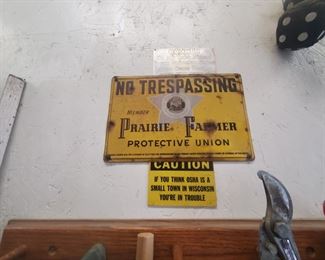 NO TRESPASSING
MEMBER
PRAIRIE FARMER
PROTECTIVE UNION
CAUTION
IF YOU THINK OSHA IS A
SMALL TOWN IN WISCONSIN
YOU'RE IN TROUBLE